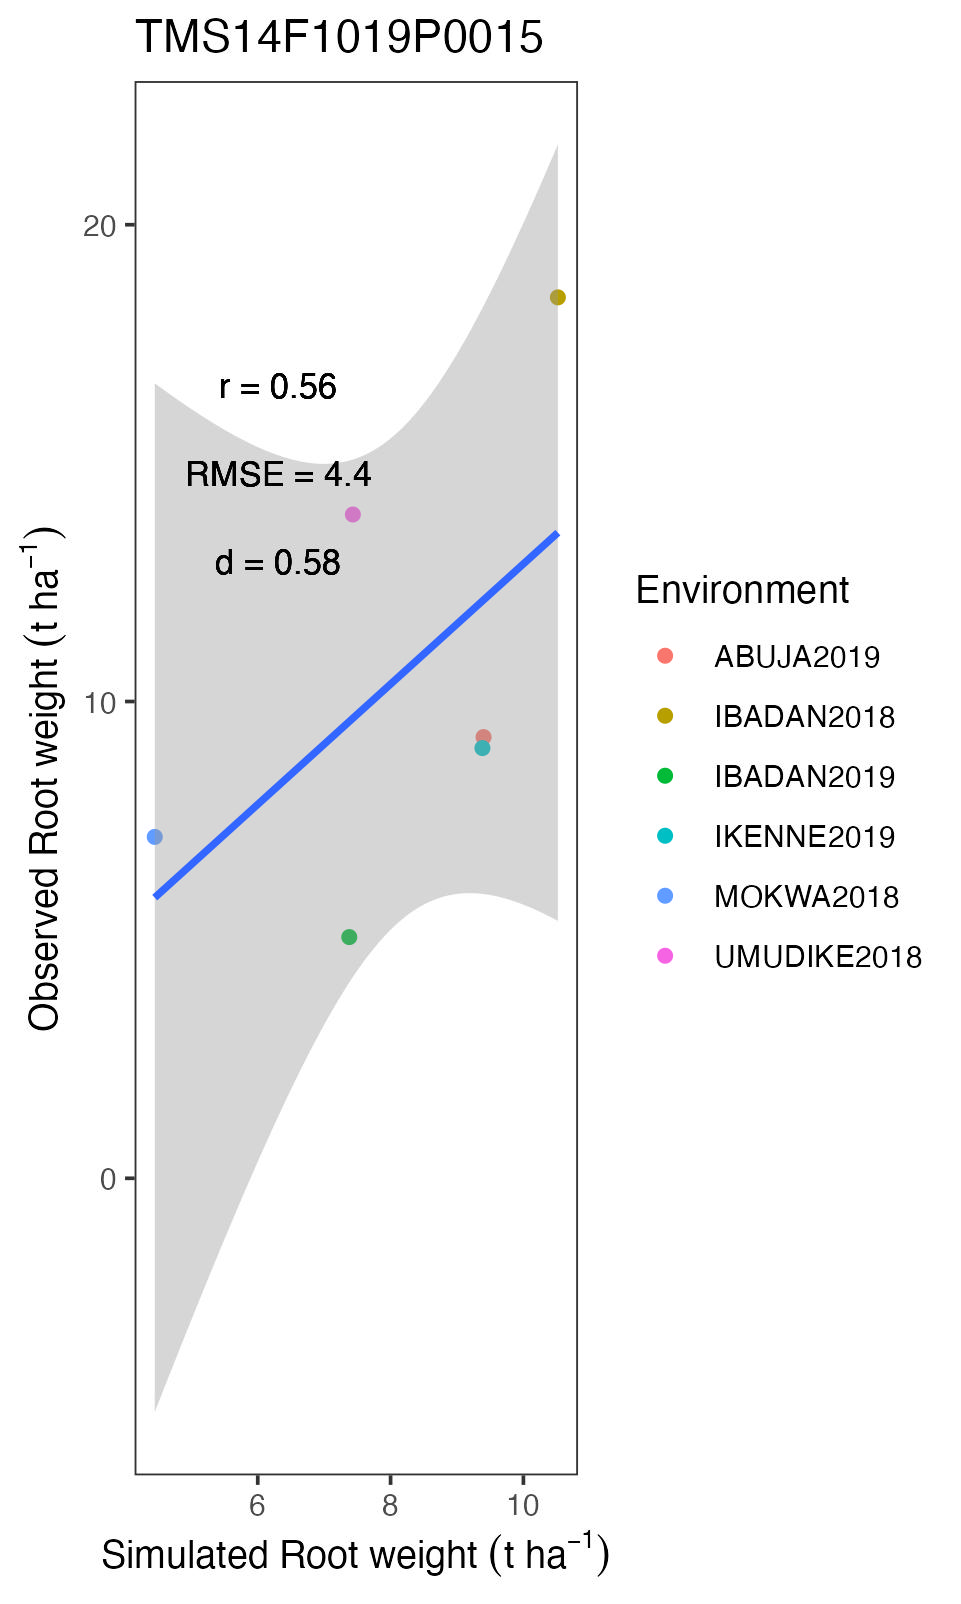 TMS14F1019P0015
20
10
0
r = 0.56
RMSE = 4.4
d = 0.58
Observed Root weight (t ha⁻¹)
6 8 10
Simulated Root weight (t ha⁻¹)
Environment
ABUJA2019
IBADAN2018
IBADAN2019
IKENNE2019
MOKWA2018
UMUDIKE2018